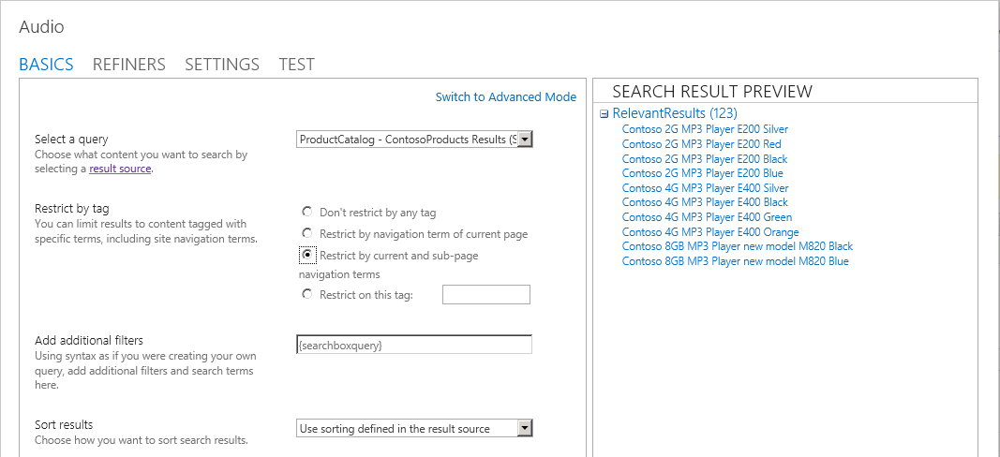 Audio
BASICS REFINERS SETTINGS TEST
Switch to Advanced Mode
Select a query
Choose what content you want to search by
selecting a result source.
ProductCatalog - ContosoProducts Results (S
Restrict by tag
You can limit results to content tagged with
specific terms, including site navigation terms.
Don't restrict by any tag
Restrict by navigation term of current page
Restrict by current and sub-page
navigation terms
Restrict on this tag:
Add additional filters
Using syntax as if you were creating your own
query, add additional filters and search terms
here.
{searchboxquery}
Sort results
Choose how you want to sort search results.
Use sorting defined in the result source
SEARCH RESULT PREVIEW
RelevantResults (123)
Contoso 2G MP3 Player E200 Silver
Contoso 2G MP3 Player E200 Red
Contoso 2G MP3 Player E200 Black
Contoso 2G MP3 Player E200 Blue
Contoso 4G MP3 Player E400 Silver
Contoso 4G MP3 Player E400 Black
Contoso 4G MP3 Player E400 Green
Contoso 4G MP3 Player E400 Orange
Contoso 8GB MP3 Player new model M820 Black
Contoso 8GB MP3 Player new model M820 Blue